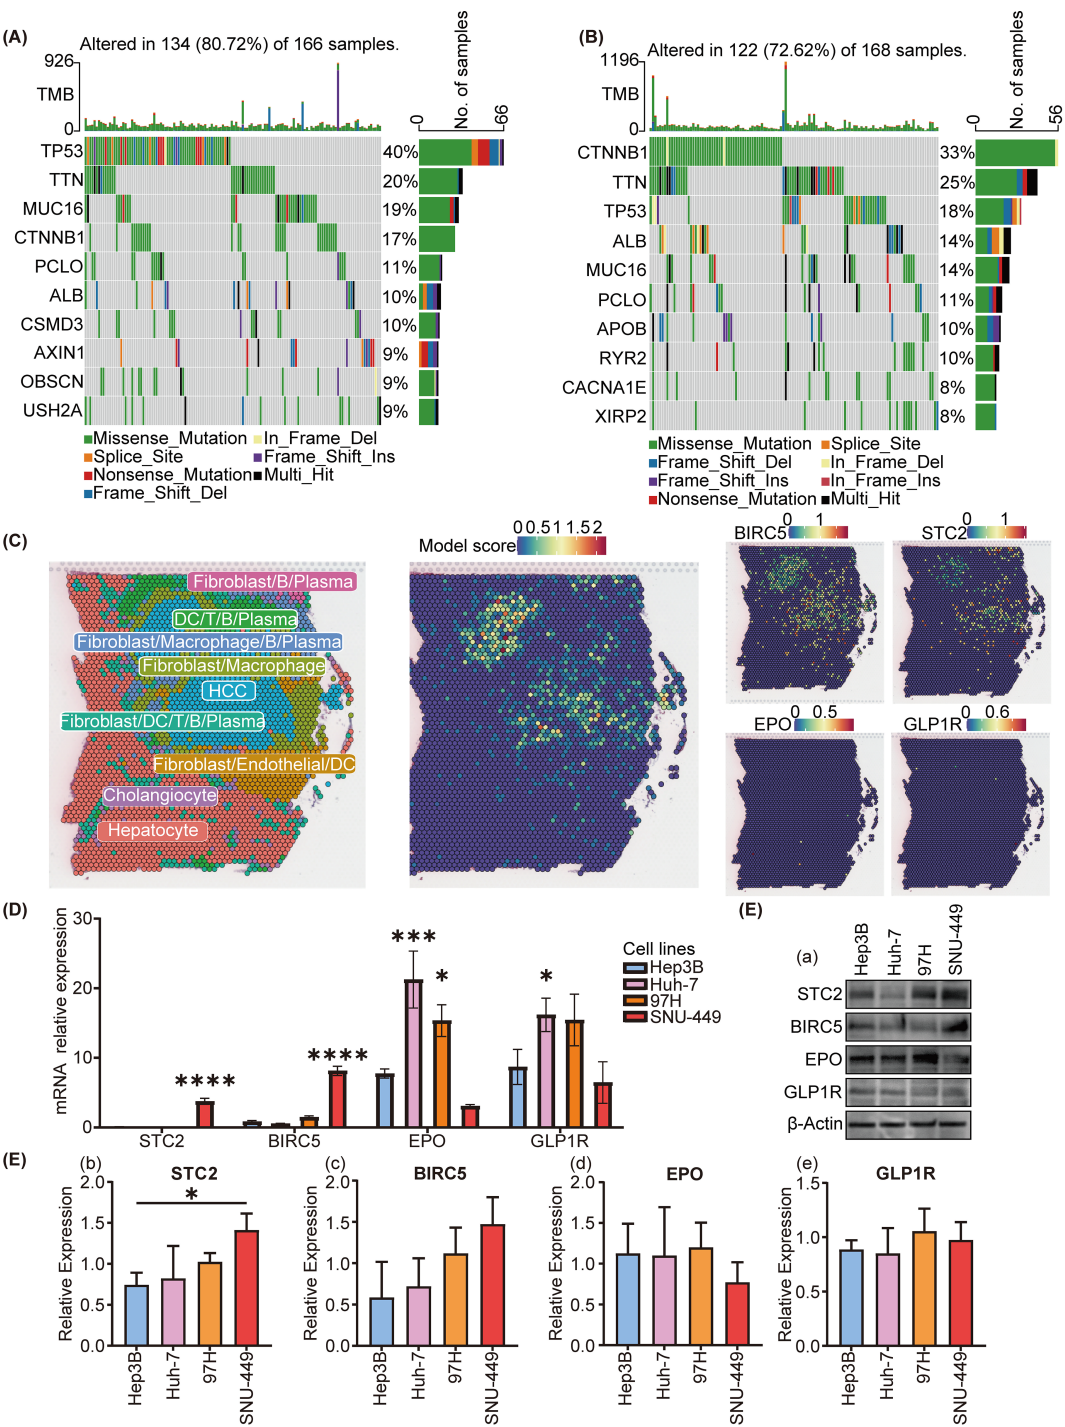 (A)
Altered in 134 (80.72%) of 166 samples.
926
TMB
0
No. of samples
0
66
TP53
40%
TTN
20%
MUC16
19%
CTNNB1
17%
PCLO
11%
ALB
10%
CSMD3
10%
AXIN1
9%
OBSCN
9%
USH2A
9%
Missense_Mutation
In_Frame_Del
Splice_Site
Frame_Shift_Ins
Nonsense_Mutation
Multi_Hit
Frame_Shift_Del
(B)
Altered in 122 (72.62%) of 168 samples.
1196
TMB
0
No. of samples
0
56
CTNNB1
33%
TTN
25%
TP53
18%
ALB
14%
MUC16
14%
PCLO
11%
APOB
10%
RYR2
10%
CACNA1E
8%
XIRP2
8%
Missense_Mutation
Splice_Site
Frame_Shift_Del
In_Frame_Del
Frame_Shift_Ins
In_Frame_Ins
Nonsense_Mutation
Multi_Hit
(C)
Fibroblast/B/Plasma
DC/T/B/Plasma
Fibroblast/Macrophage/B/Plasma
Fibroblast/Macrophage
HCC
Fibroblast/DC/T/B/Plasma
Fibroblast/Endothelial/DC
Cholangiocyte
Hepatocyte
Model score
0 0.5 1 1.5 2
BIRC5
0 1
STC2
0 1
EPO
0 0.5
GLP1R
0 0.6
(D)
mRNA relative expression
30
20
10
0
****
****
***
*
*
STC2
BIRC5
EPO
GLP1R
Cell lines
Hep3B
Huh-7
97H
SNU-449
(E)
(a)
Hep3B
Huh-7
97H
SNU-449
STC2
BIRC5
EPO
GLP1R
β-Actin
(E)
(b)
STC2
Relative Expression
2.0
1.5
1.0
0.5
0.0
*
Hep3B
Huh-7
97H
SNU-449
(c)
BIRC5
Relative Expression
2.0
1.5
1.0
0.5
0.0
Hep3B
Huh-7
97H
SNU-449
(d)
EPO
Relative Expression
2.0
1.5
1.0
0.5
0.0
Hep3B
Huh-7
97H
SNU-449
(e)
GLP1R
Relative Expression
1.5
1.0
0.5
0.0
Hep3B
Huh-7
97H
SNU-449